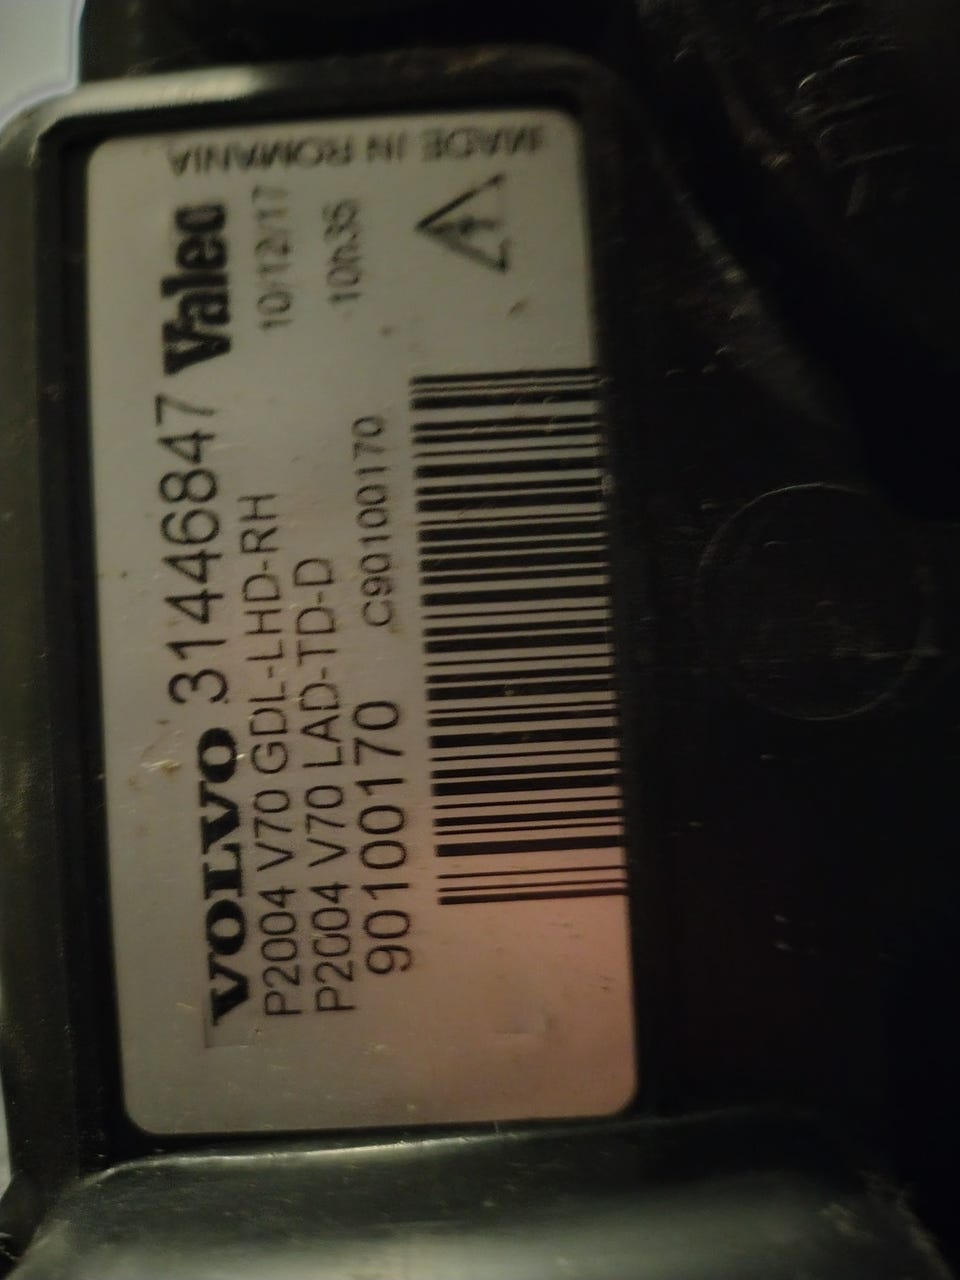 VOLVO 31446847 Valeo
P2004 V70 GDL-LHD-RH 10/12/17
P2004 V70 LAD-TD-D 10h35
90100170 C90100170
MADE IN ROMANIA